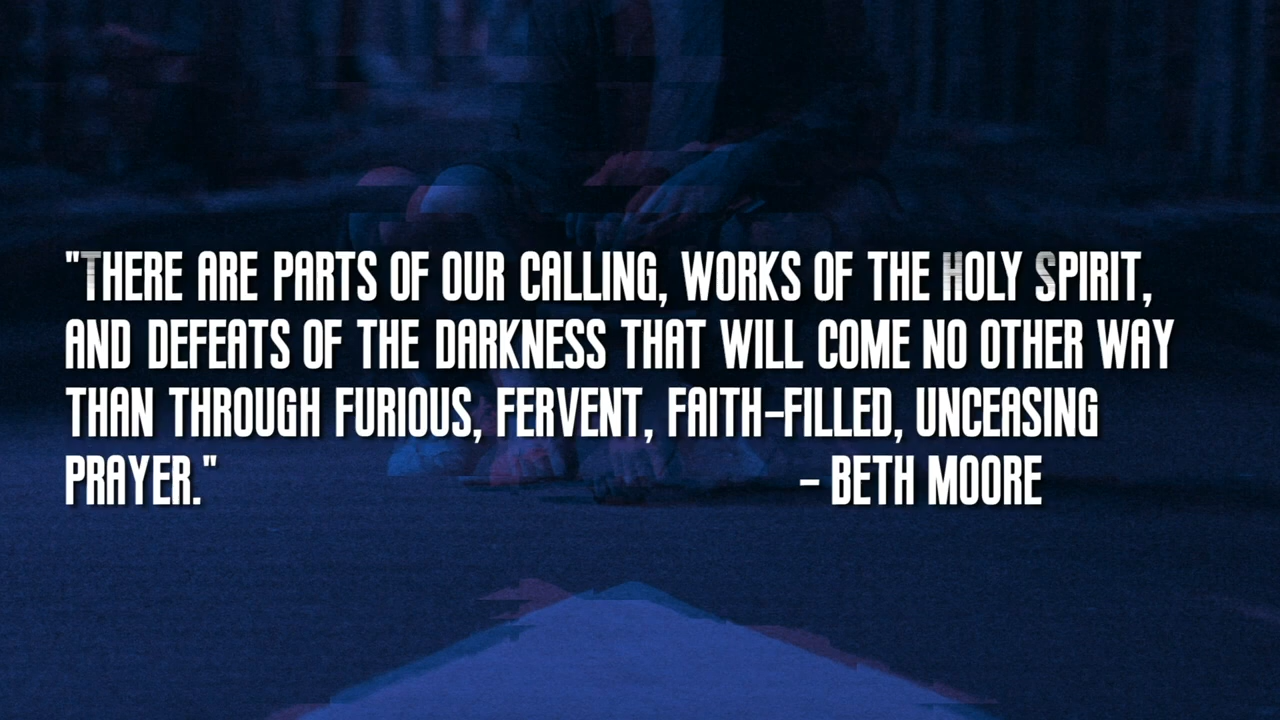 "THERE ARE PARTS OF OUR CALLING, WORKS OF THE HOLY SPIRIT,
AND DEFEATS OF THE DARKNESS THAT WILL COME NO OTHER WAY
THAN THROUGH FURIOUS, FERVENT, FAITH-FILLED, UNCEASING
PRAYER." - BETH MOORE